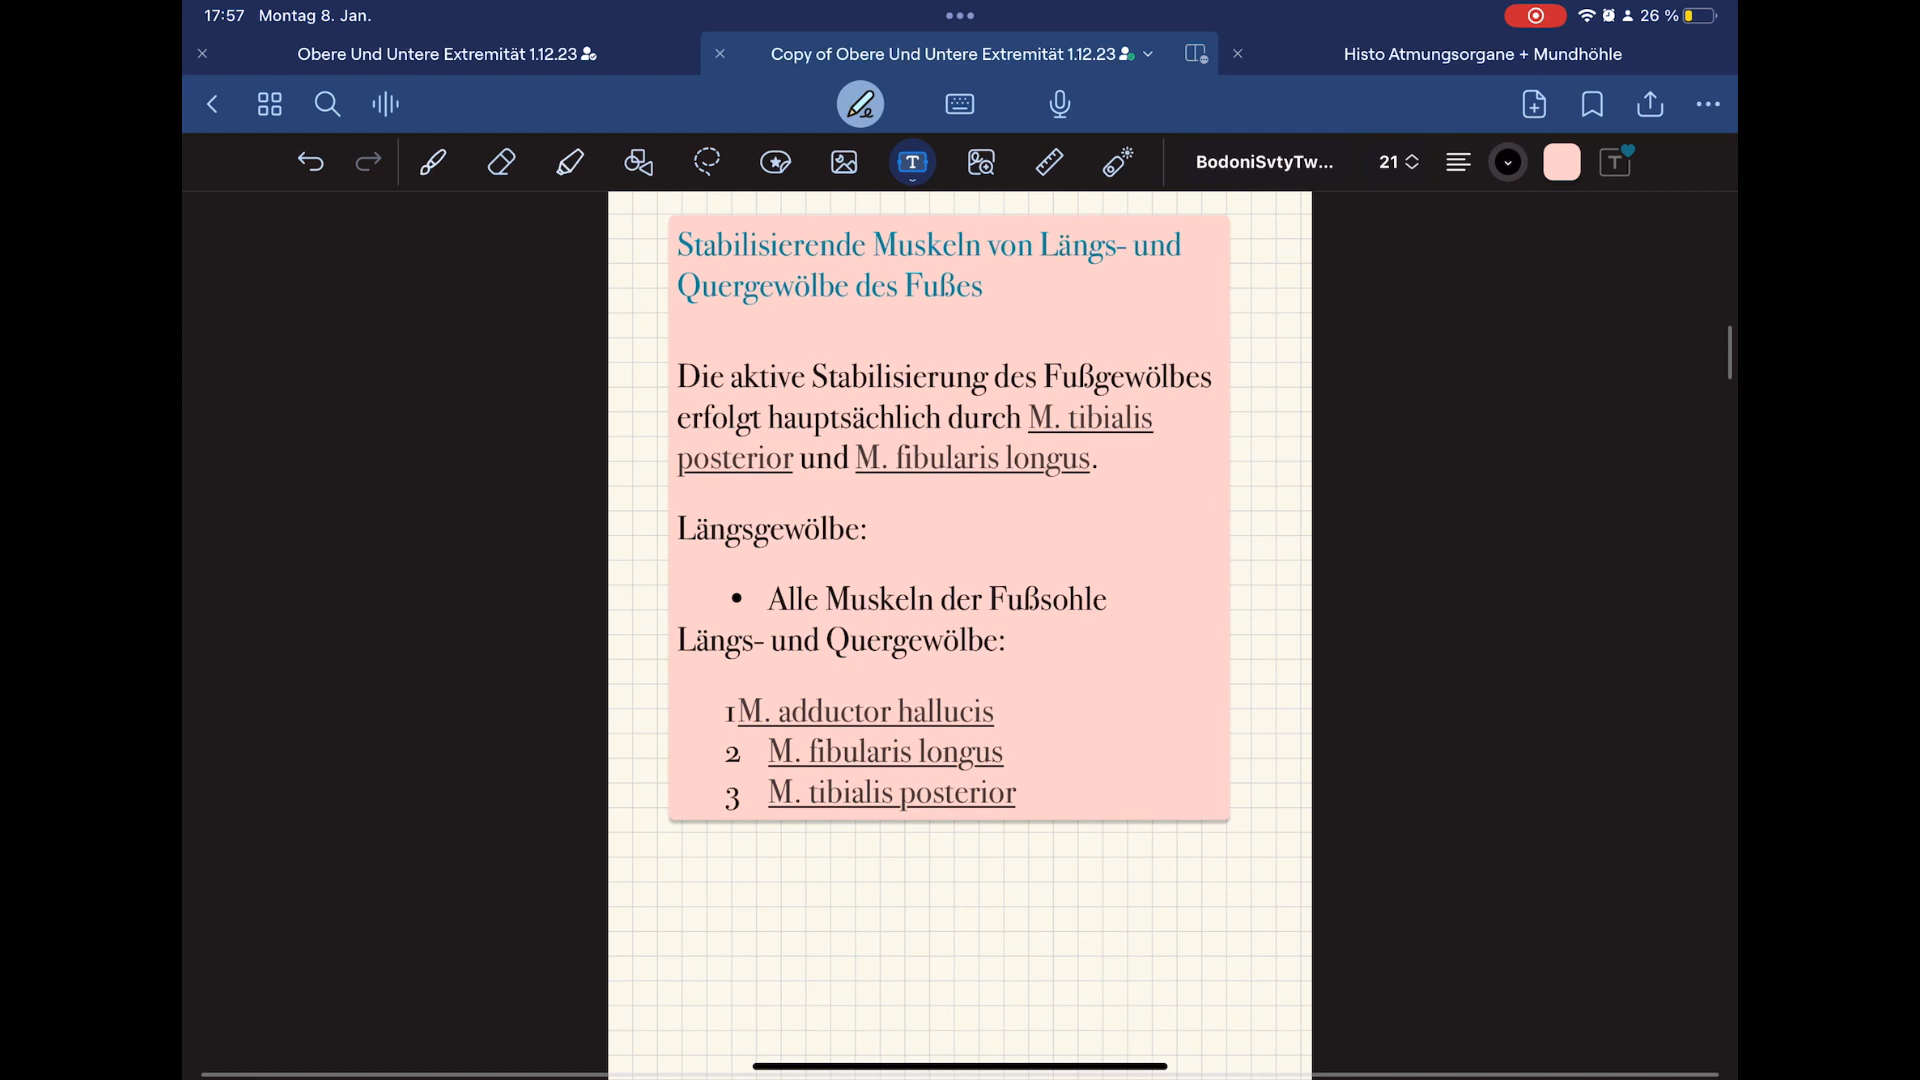 17:57 Montag 8. Jan.
26 %
Obere Und Untere Extremität 1.12.23
Copy of Obere Und Untere Extremität 1.12.23
Histo Atmungsorgane + Mundhöhle
BodoniSvtyTw...
21
Stabilisierende Muskeln von Längs- und
Quergewölbe des Fußes
Die aktive Stabilisierung des Fußgewölbes
erfolgt hauptsächlich durch M. tibialis
posterior und M. fibularis longus.
Längsgewölbe:
• Alle Muskeln der Fußsohle
Längs- und Quergewölbe:
1M. adductor hallucis
2 M. fibularis longus
3 M. tibialis posterior